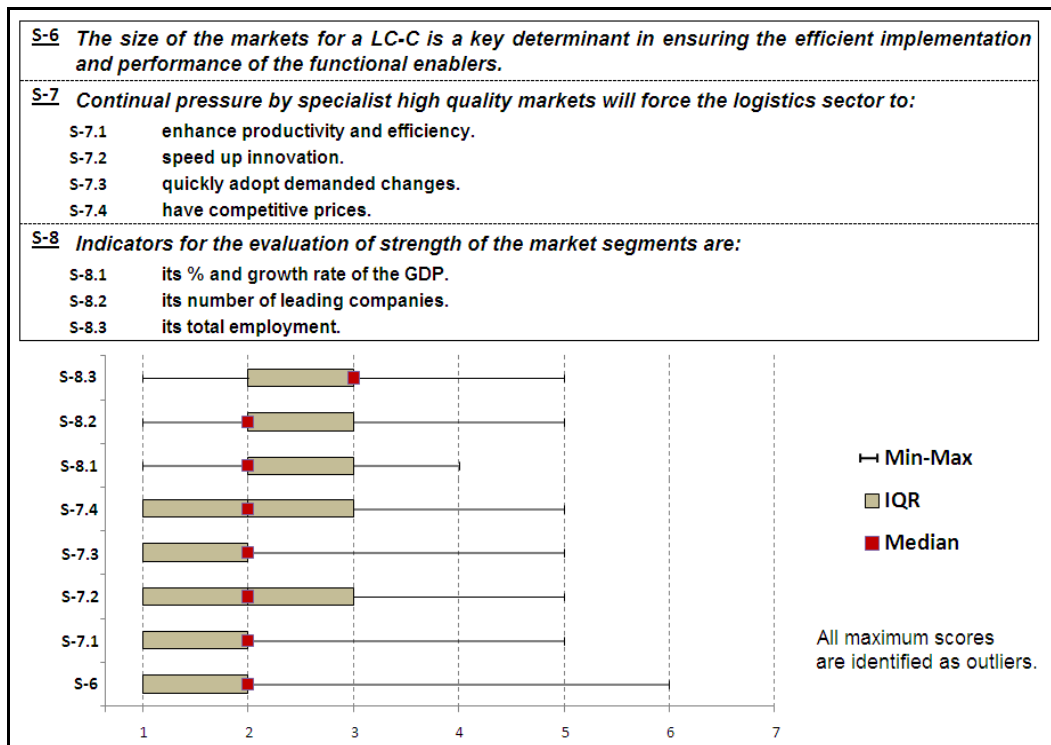 S-6 The size of the markets for a LC-C is a key determinant in ensuring the efficient implementation
and performance of the functional enablers.
S-7 Continual pressure by specialist high quality markets will force the logistics sector to:
S-7.1 enhance productivity and efficiency.
S-7.2 speed up innovation.
S-7.3 quickly adopt demanded changes.
S-7.4 have competitive prices.
S-8 Indicators for the evaluation of strength of the market segments are:
S-8.1 its % and growth rate of the GDP.
S-8.2 its number of leading companies.
S-8.3 its total employment.
S-8.3
S-8.2
S-8.1
S-7.4
S-7.3
S-7.2
S-7.1
S-6
1 2 3 4 5 6 7
Min-Max
IQR
Median
All maximum scores
are identified as outliers.